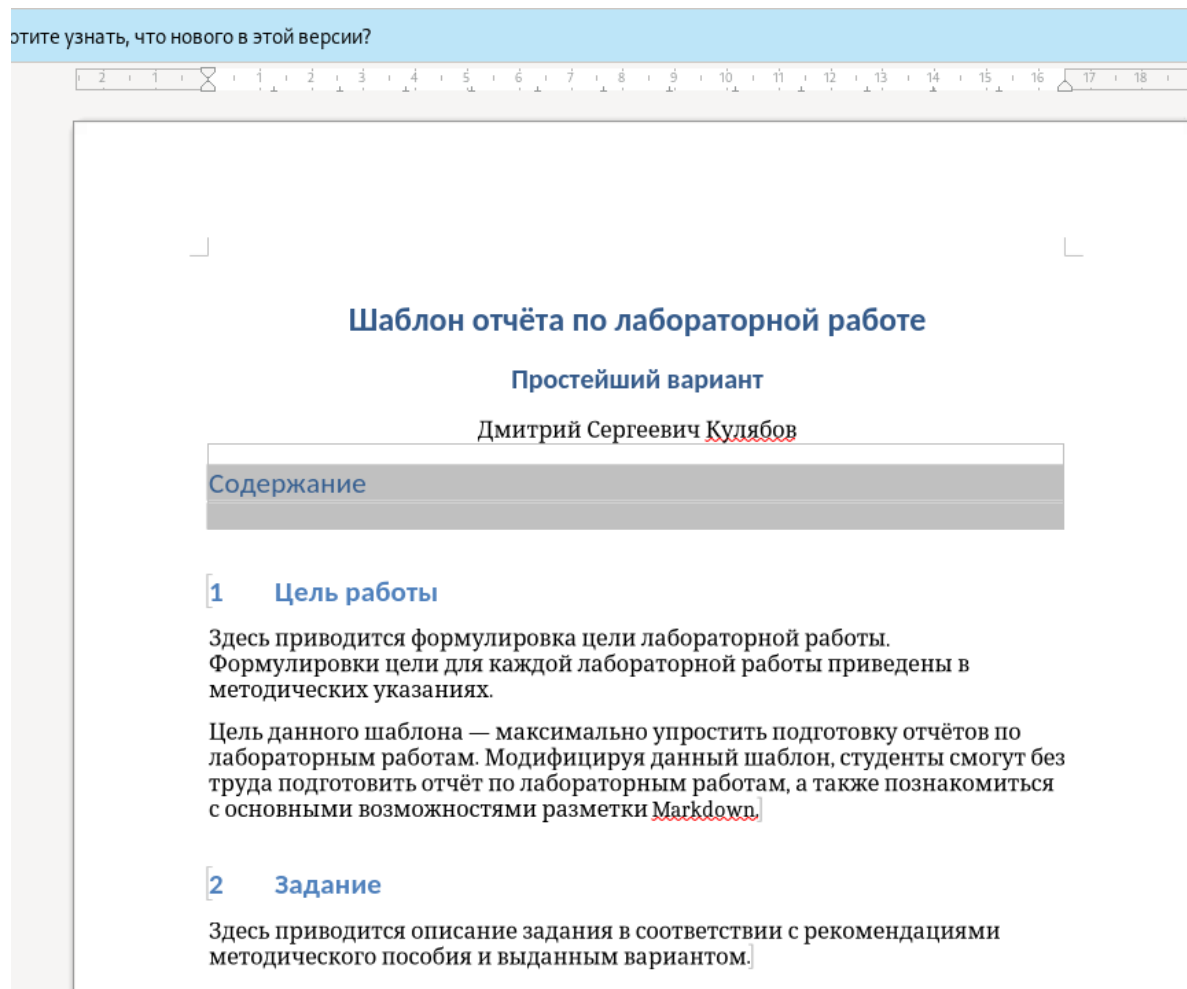 отите узнать, что нового в этой версии?
2 1 1 2 3 4 5 6 7 8 9 10 11 12 13 14 15 16 17 18
Шаблон отчёта по лабораторной работе
Простейший вариант
Дмитрий Сергеевич Кулябов
Содержание
1 Цель работы
Здесь приводится формулировка цели лабораторной работы.
Формулировки цели для каждой лабораторной работы приведены в
методических указаниях.
Цель данного шаблона — максимально упростить подготовку отчётов по
лабораторным работам. Модифицируя данный шаблон, студенты смогут без
труда подготовить отчёт по лабораторным работам, а также познакомиться
с основными возможностями разметки Markdown.
2 Задание
Здесь приводится описание задания в соответствии с рекомендациями
методического пособия и выданным вариантом.